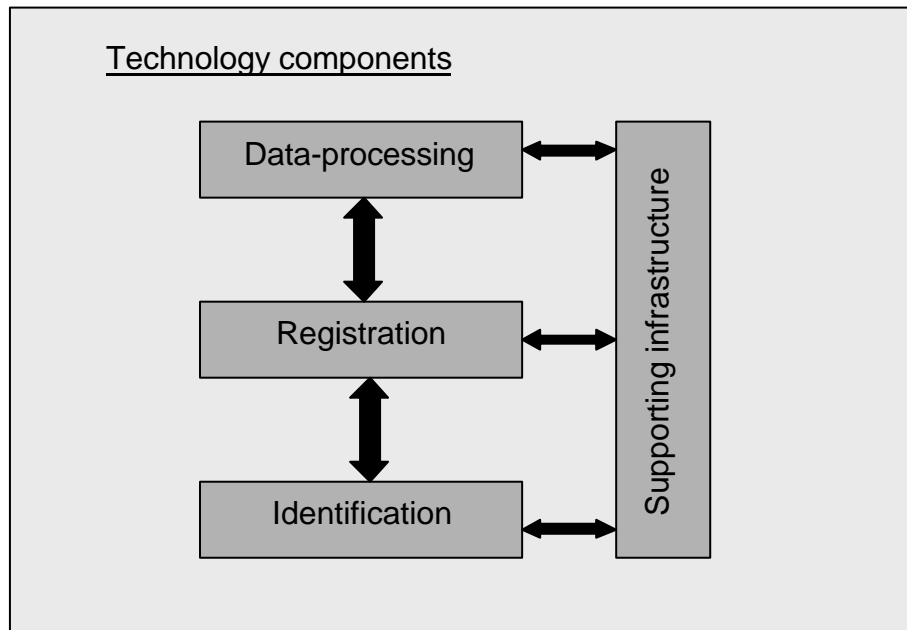 Technology components
Data-processing
Registration
Identification
Supporting infrastructure